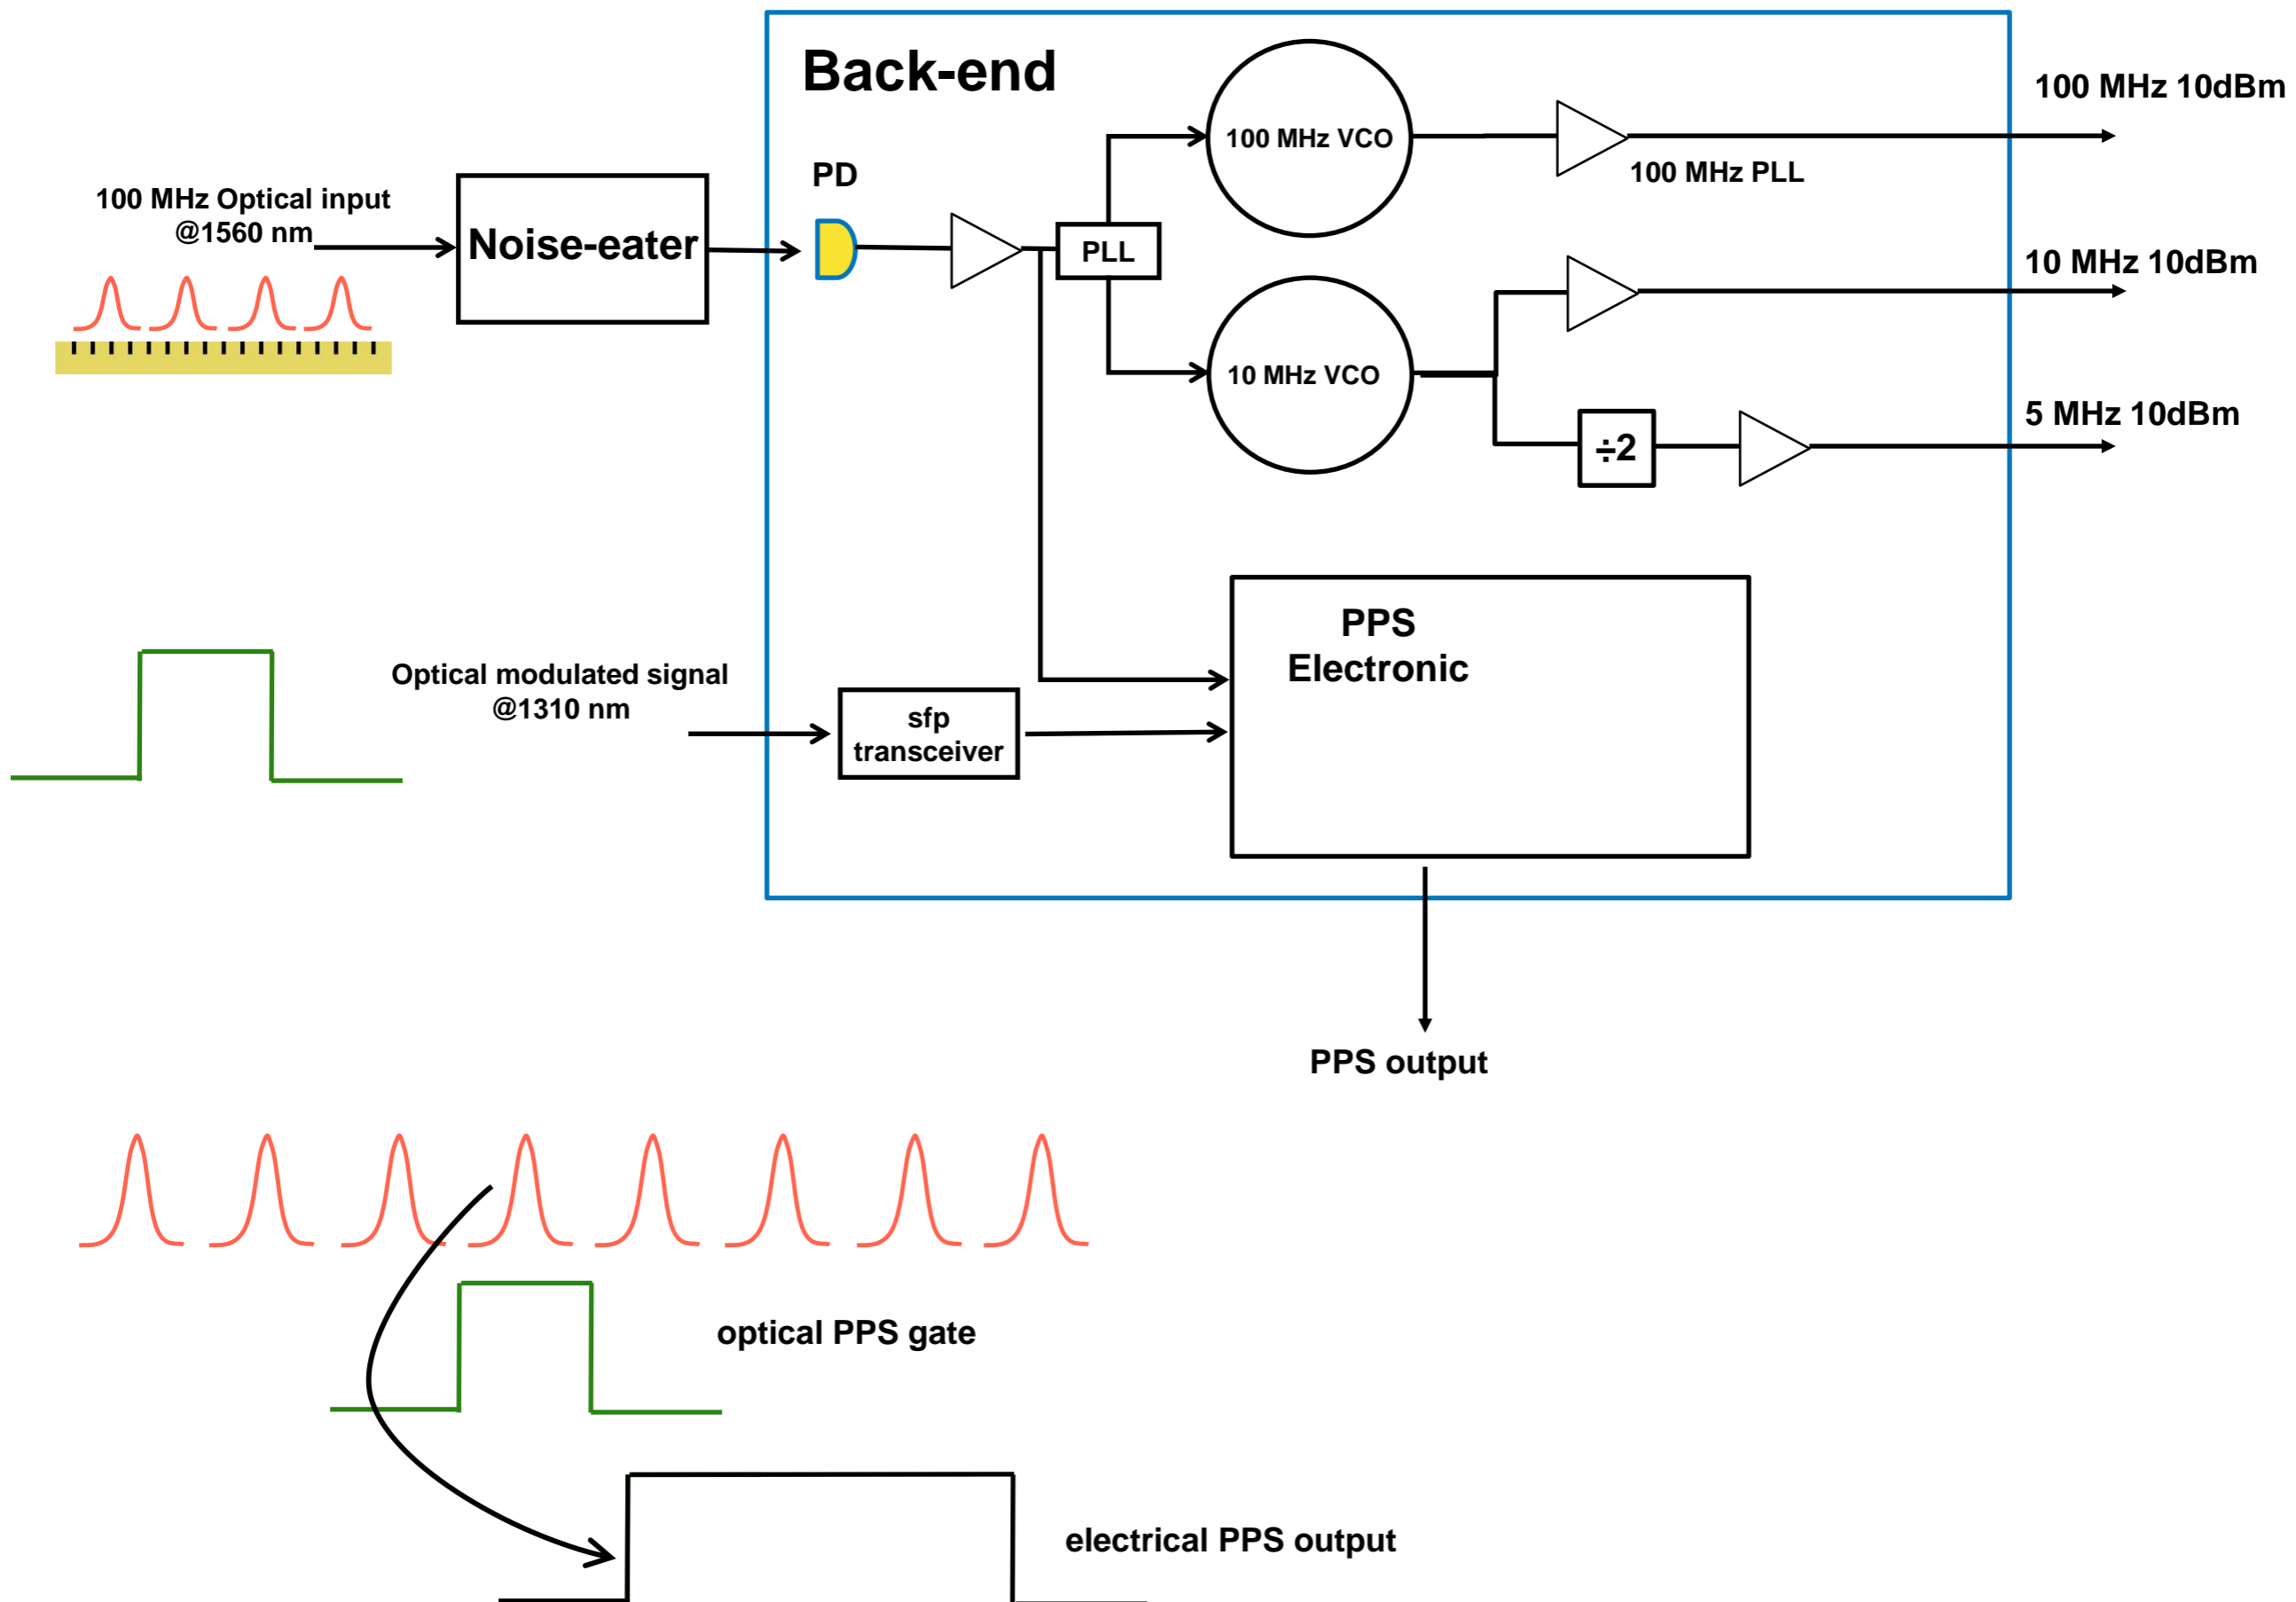 Back-end
100 MHz 10dBm
100 MHz VCO
100 MHz PLL
PD
100 MHz Optical input
@1560 nm
Noise-eater
PLL
10 MHz 10dBm
10 MHz VCO
5 MHz 10dBm
÷2
PPS
Electronic
Optical modulated signal
@1310 nm
sfp
transceiver
PPS output
optical PPS gate
electrical PPS output